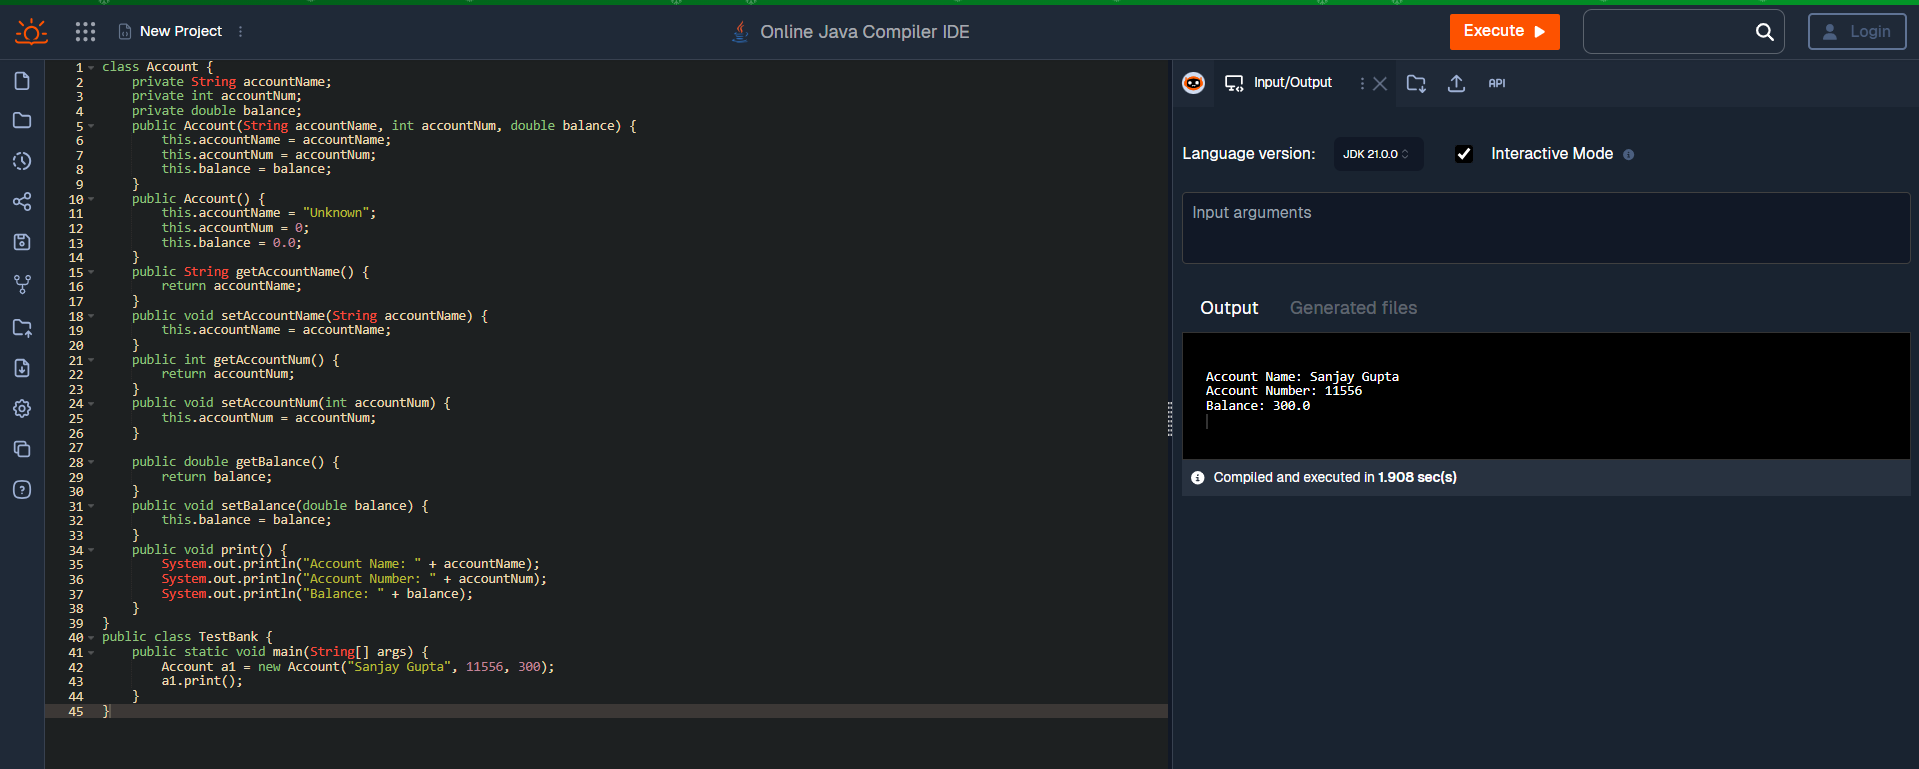 New Project
Online Java Compiler IDE
Execute
Login
1 class Account {
2     private String accountName;
3     private int accountNum;
4     private double balance;
5     public Account(String accountName, int accountNum, double balance) {
6         this.accountName = accountName;
7         this.accountNum = accountNum;
8         this.balance = balance;
9     }
10     public Account() {
11         this.accountName = "Unknown";
12         this.accountNum = 0;
13         this.balance = 0.0;
14     }
15     public String getAccountName() {
16         return accountName;
17     }
18     public void setAccountName(String accountName) {
19         this.accountName = accountName;
20     }
21     public int getAccountNum() {
22         return accountNum;
23     }
24     public void setAccountNum(int accountNum) {
25         this.accountNum = accountNum;
26     }
27
28     public double getBalance() {
29         return balance;
30     }
31     public void setBalance(double balance) {
32         this.balance = balance;
33     }
34     public void print() {
35         System.out.println("Account Name: " + accountName);
36         System.out.println("Account Number: " + accountNum);
37         System.out.println("Balance: " + balance);
38     }
39 }
40 public class TestBank {
41     public static void main(String[] args) {
42         Account a1 = new Account("Sanjay Gupta", 11556, 300);
43         a1.print();
44     }
45 }
Input/Output
API
Language version:
JDK 21.0.0
Interactive Mode
Input arguments
Output
Generated files
Account Name: Sanjay Gupta
Account Number: 11556
Balance: 300.0
Compiled and executed in 1.908 sec(s)